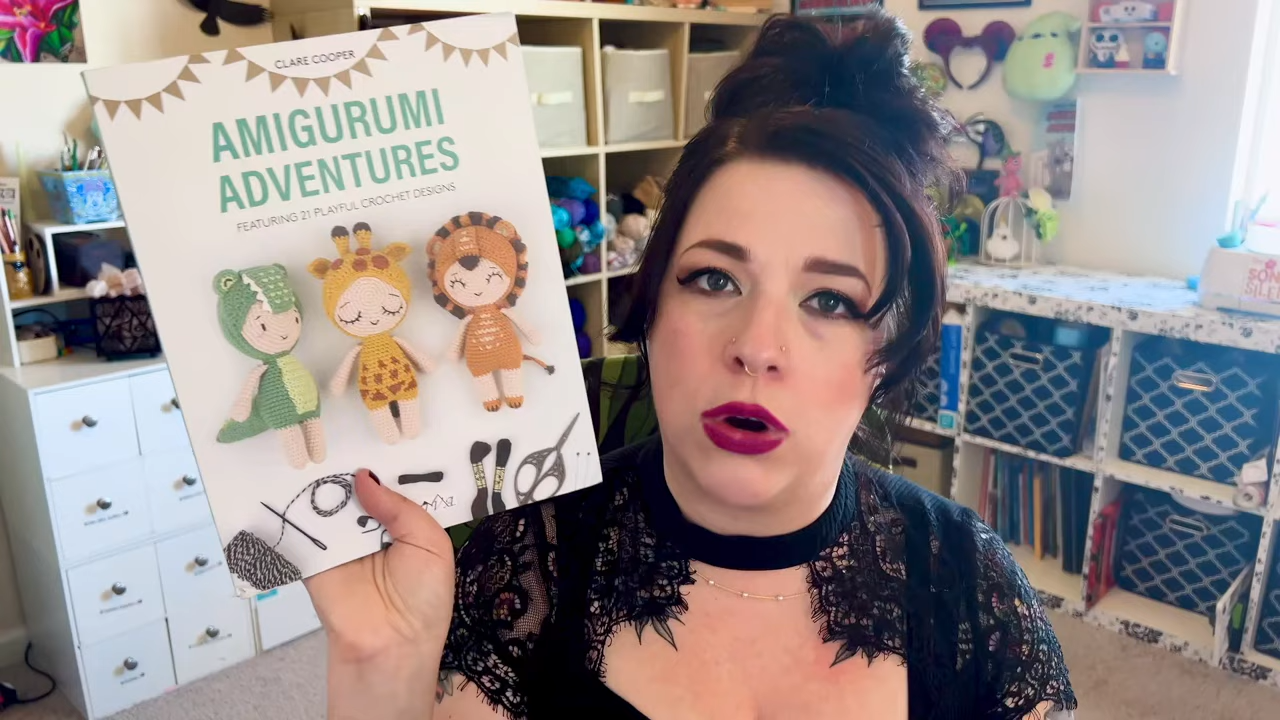 CLARE COOPER
AMIGURUMI
ADVENTURES
FEATURING 21 PLAYFUL CROCHET DESIGNS